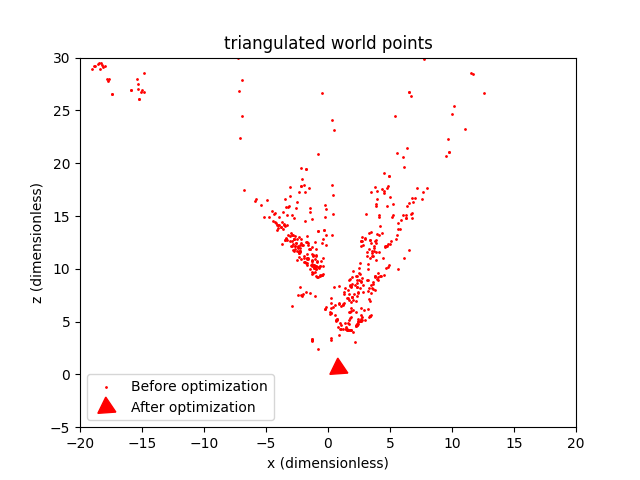 triangulated world points
30
25
20
15
10
5
0
−5
z (dimensionless)
Before optimization
After optimization
−20 −15 −10 −5 0 5 10 15 20
x (dimensionless)